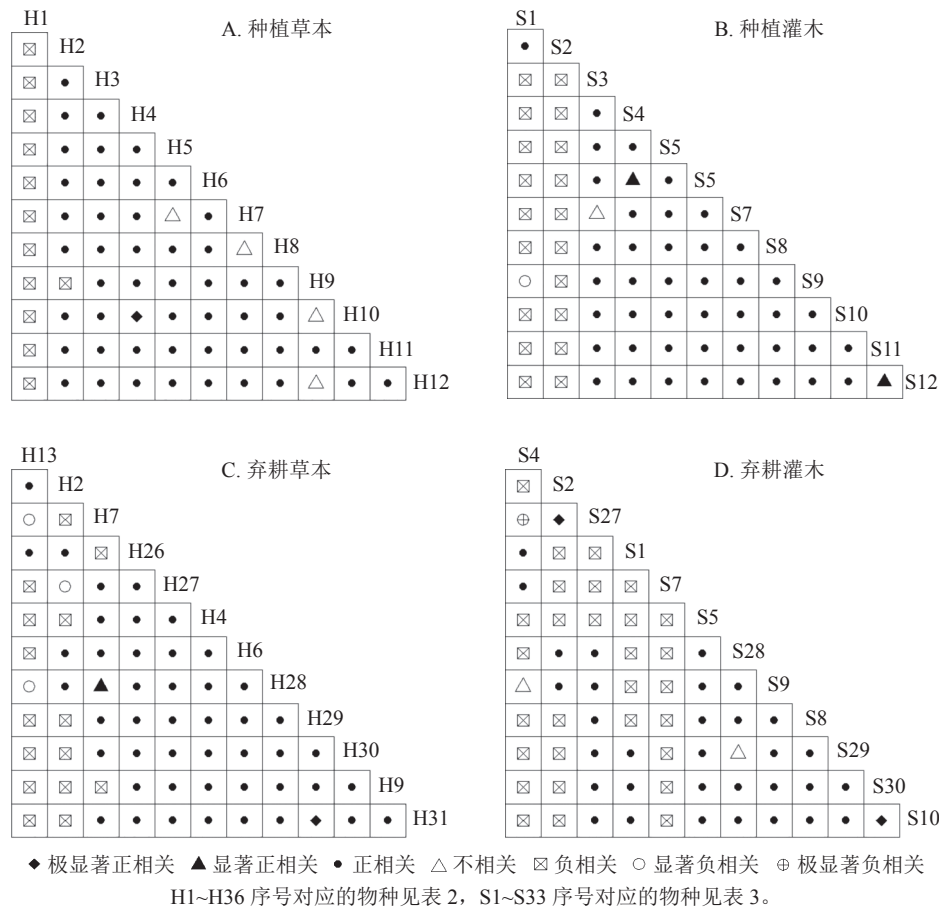 H1
A. 种植草本
H2
H3
H4
H5
H6
H7
H8
H9
H10
H11
H12
S1
B. 种植灌木
S2
S3
S4
S5
S5
S7
S8
S9
S10
S11
S12
H13
C. 弃耕草本
H2
H7
H26
H27
H4
H6
H28
H29
H30
H9
H31
S4
D. 弃耕灌木
S2
S27
S1
S7
S5
S28
S9
S8
S29
S30
S10
◆ 极显著正相关 ▲ 显著正相关 • 正相关 △ 不相关 ☒ 负相关 ○ 显著负相关 ⊕ 极显著负相关
H1~H36 序号对应的物种见表 2，S1~S33 序号对应的物种见表 3。